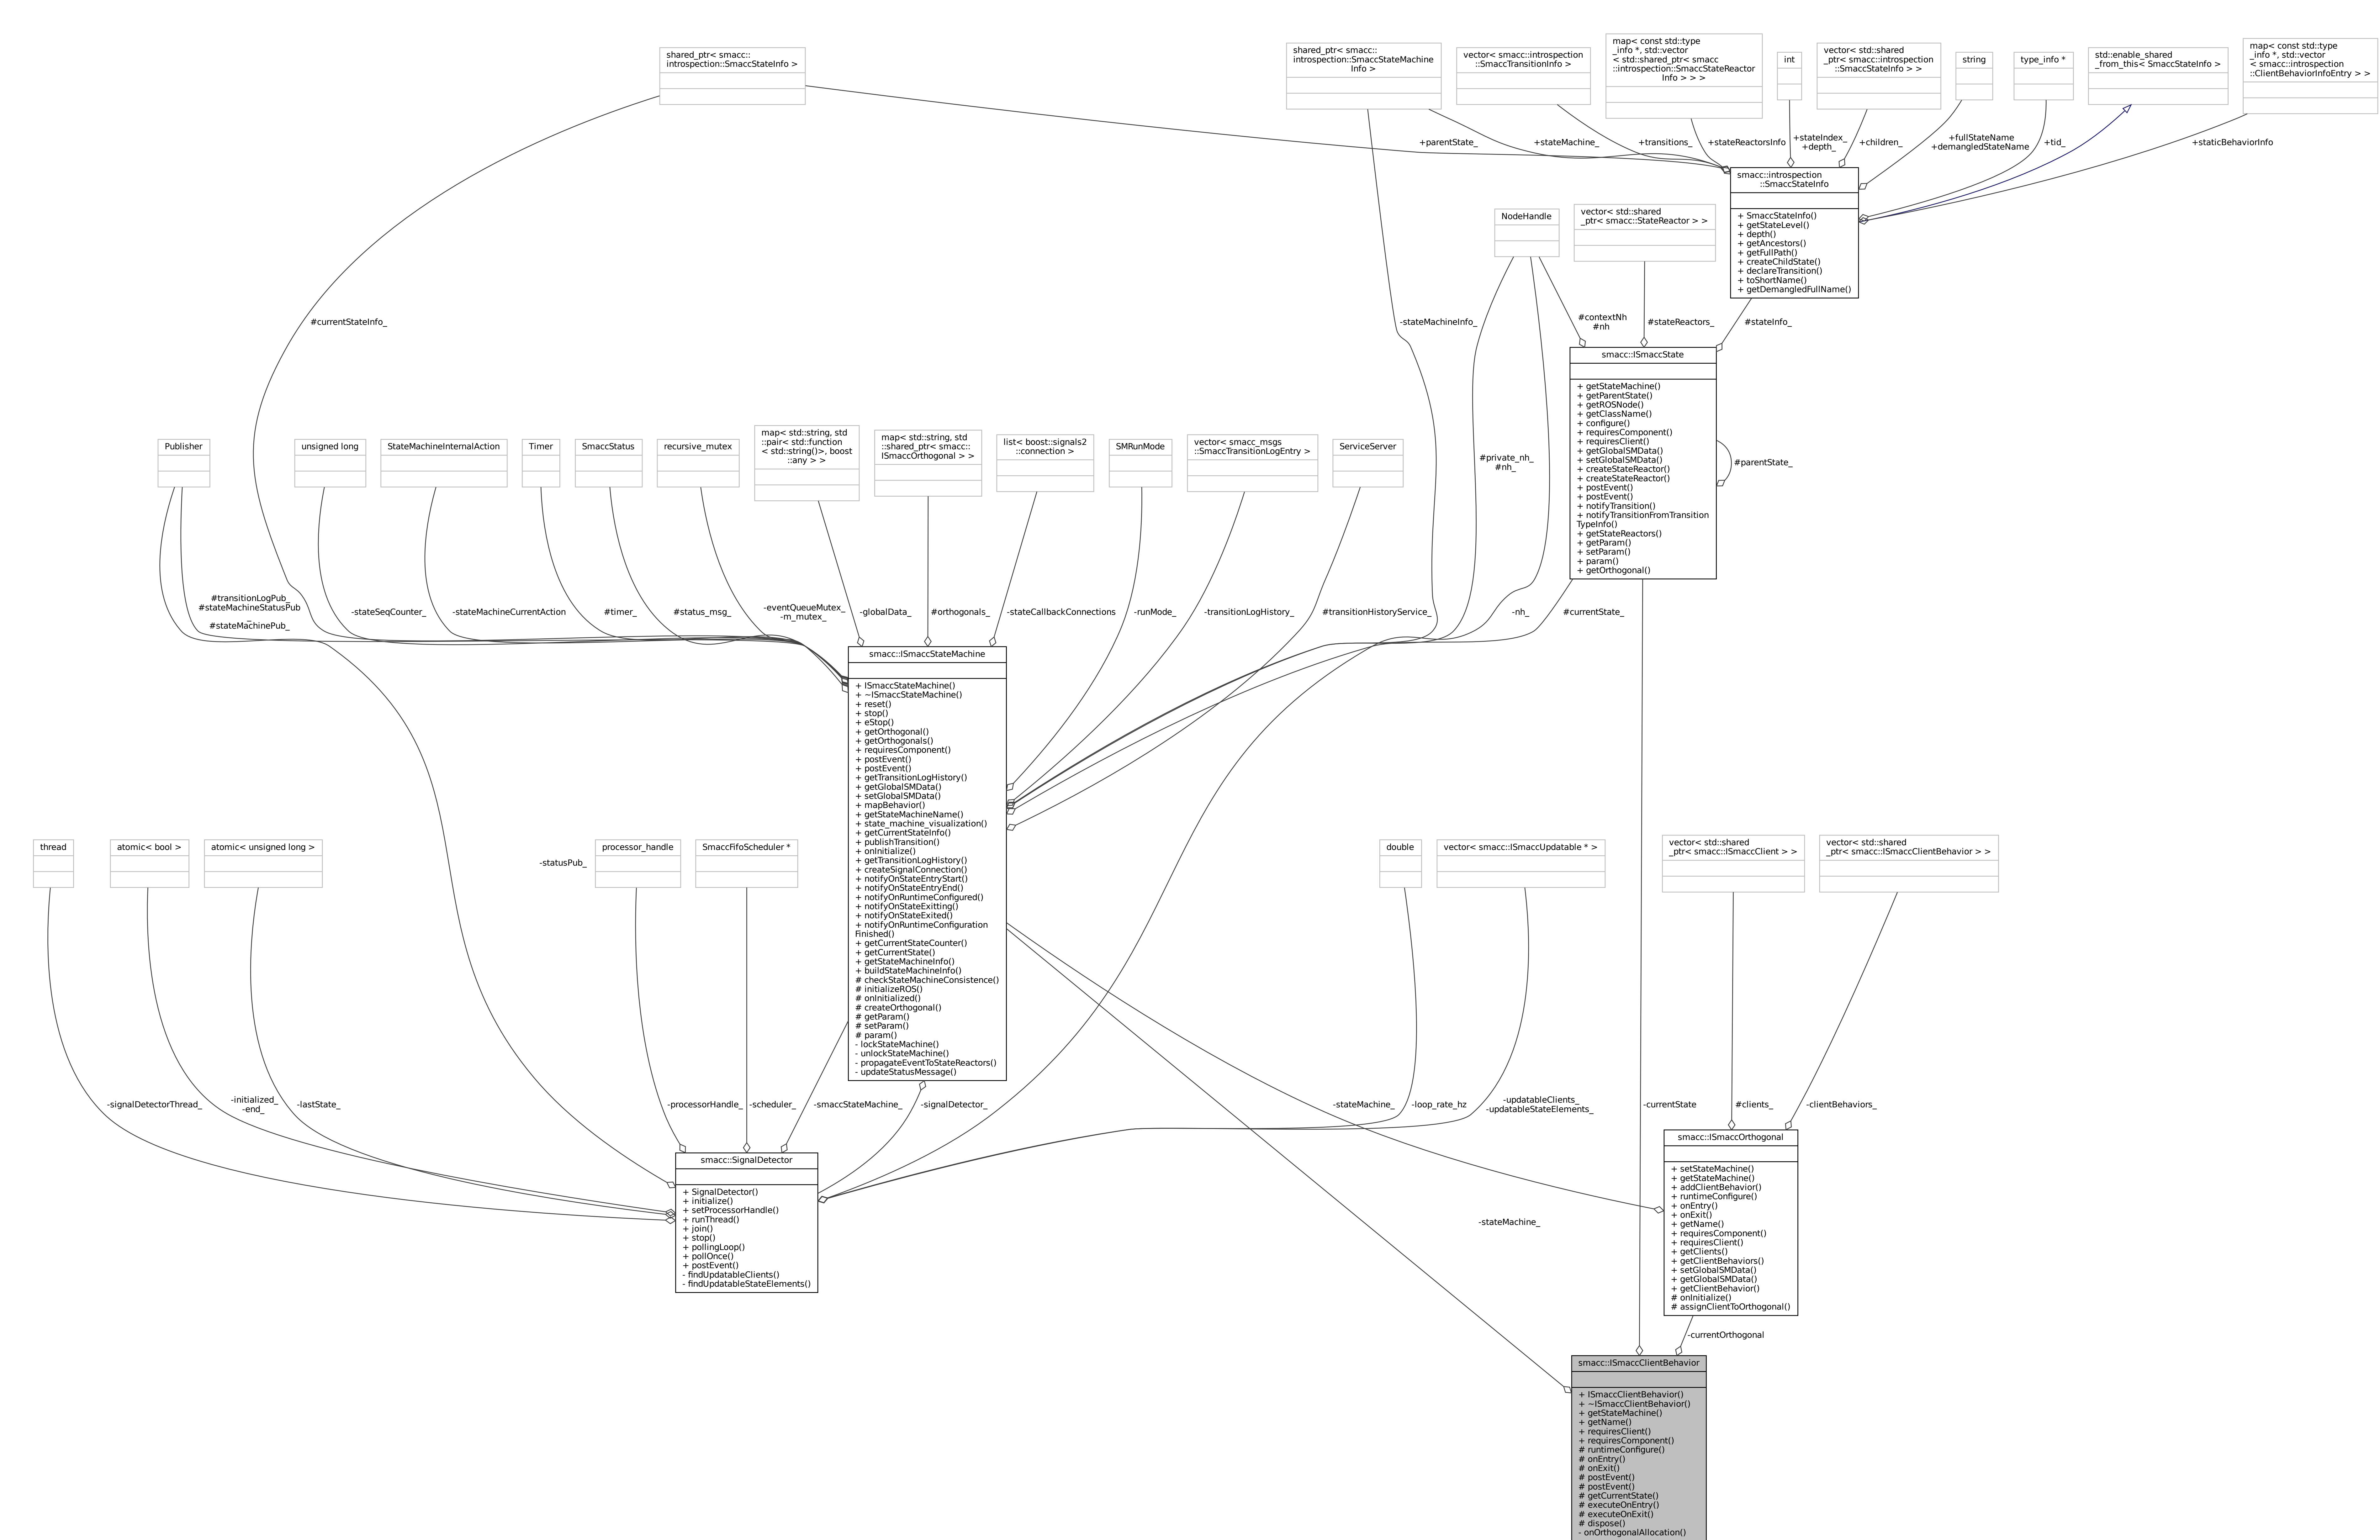 shared_ptr< smacc::
introspection::SmaccStateInfo >
shared_ptr< smacc::
introspection::SmaccStateMachine
Info >
vector< smacc::introspection
::SmaccTransitionInfo >
map< const std::type
_info *, std::vector
< std::shared_ptr< smacc
::introspection::SmaccStateReactor
Info > > >
int
vector< std::shared
_ptr< smacc::introspection
::SmaccStateInfo > >
string
type_info *
std::enable_shared
_from_this< SmaccStateInfo >
map< const std::type
_info *, std::vector
< smacc::introspection
::ClientBehaviorInfoEntry > >
+parentState_
+stateMachine_
+transitions_
+stateReactorsInfo
+stateIndex_
+depth_
+children_
+fullStateName
+demangledStateName
+tid_
+staticBehaviorInfo
smacc::introspection
::SmaccStateInfo
+ SmaccStateInfo()
+ getStateLevel()
+ depth()
+ getAncestors()
+ getFullPath()
+ createChildState()
+ declareTransition()
+ toShortName()
+ getDemangledFullName()
NodeHandle
vector< std::shared
_ptr< smacc::StateReactor > >
#currentStateInfo_
-stateMachineInfo_
#contextNh
#nh
#stateReactors_
#stateInfo_
smacc::ISmaccState
+ getStateMachine()
+ getParentState()
+ getROSNode()
+ getClassName()
+ configure()
+ requiresComponent()
+ requiresClient()
+ getGlobalSMData()
+ setGlobalSMData()
+ createStateReactor()
+ createStateReactor()
+ postEvent()
+ postEvent()
+ notifyTransition()
+ notifyTransitionFromTransition
TypeInfo()
+ getStateReactors()
+ getParam()
+ setParam()
+ param()
+ getOrthogonal()
#parentState_
Publisher
unsigned long
StateMachineInternalAction
Timer
SmaccStatus
recursive_mutex
map< std::string, std
::pair< std::function
< std::string()>, boost
::any > >
map< std::string, std
::shared_ptr< smacc::
ISmaccOrthogonal > >
list< boost::signals2
::connection >
SMRunMode
vector< smacc_msgs
::SmaccTransitionLogEntry >
ServiceServer
#private_nh_
#nh_
#transitionLogPub_
#stateMachineStatusPub
_
#stateMachinePub_
-stateSeqCounter_
-stateMachineCurrentAction
#timer_
#status_msg_
-eventQueueMutex_
-m_mutex_
-globalData_
#orthogonals_
-stateCallbackConnections
-runMode_
-transitionLogHistory_
#transitionHistoryService_
-nh_
#currentState_
smacc::ISmaccStateMachine
+ ISmaccStateMachine()
+ ~ISmaccStateMachine()
+ reset()
+ stop()
+ eStop()
+ getOrthogonal()
+ getOrthogonals()
+ requiresComponent()
+ postEvent()
+ postEvent()
+ getTransitionLogHistory()
+ getGlobalSMData()
+ setGlobalSMData()
+ mapBehavior()
+ getStateMachineName()
+ state_machine_visualization()
+ getCurrentStateInfo()
+ publishTransition()
+ onInitialize()
+ getTransitionLogHistory()
+ createSignalConnection()
+ notifyOnStateEntryStart()
+ notifyOnStateEntryEnd()
+ notifyOnRuntimeConfigured()
+ notifyOnStateExitting()
+ notifyOnStateExited()
+ notifyOnRuntimeConfiguration
Finished()
+ getCurrentStateCounter()
+ getCurrentState()
+ getStateMachineInfo()
+ buildStateMachineInfo()
# checkStateMachineConsistence()
# initializeROS()
# onInitialized()
# createOrthogonal()
# getParam()
# setParam()
# param()
- lockStateMachine()
- unlockStateMachine()
- propagateEventToStateReactors()
- updateStatusMessage()
thread
atomic< bool >
atomic< unsigned long >
-statusPub_
processor_handle
SmaccFifoScheduler *
double
vector< smacc::ISmaccUpdatable * >
vector< std::shared
_ptr< smacc::ISmaccClient > >
vector< std::shared
_ptr< smacc::ISmaccClientBehavior > >
-signalDetectorThread_
-initialized_
-end_
-lastState_
-processorHandle_
-scheduler_
-smaccStateMachine_
-signalDetector_
-stateMachine_
-loop_rate_hz
-updatableClients_
-updatableStateElements_
-currentState
#clients_
-clientBehaviors_
smacc::SignalDetector
+ SignalDetector()
+ initialize()
+ setProcessorHandle()
+ runThread()
+ join()
+ stop()
+ pollingLoop()
+ pollOnce()
+ postEvent()
- findUpdatableClients()
- findUpdatableStateElements()
smacc::ISmaccOrthogonal
+ setStateMachine()
+ getStateMachine()
+ addClientBehavior()
+ runtimeConfigure()
+ onEntry()
+ onExit()
+ getName()
+ requiresComponent()
+ requiresClient()
+ getClients()
+ getClientBehaviors()
+ setGlobalSMData()
+ getGlobalSMData()
+ getClientBehavior()
# onInitialize()
# assignClientToOrthogonal()
-stateMachine_
-currentOrthogonal
smacc::ISmaccClientBehavior
+ ISmaccClientBehavior()
+ ~ISmaccClientBehavior()
+ getStateMachine()
+ getName()
+ requiresClient()
+ requiresComponent()
# runtimeConfigure()
# onEntry()
# onExit()
# postEvent()
# postEvent()
# getCurrentState()
# executeOnEntry()
# executeOnExit()
# dispose()
- onOrthogonalAllocation()